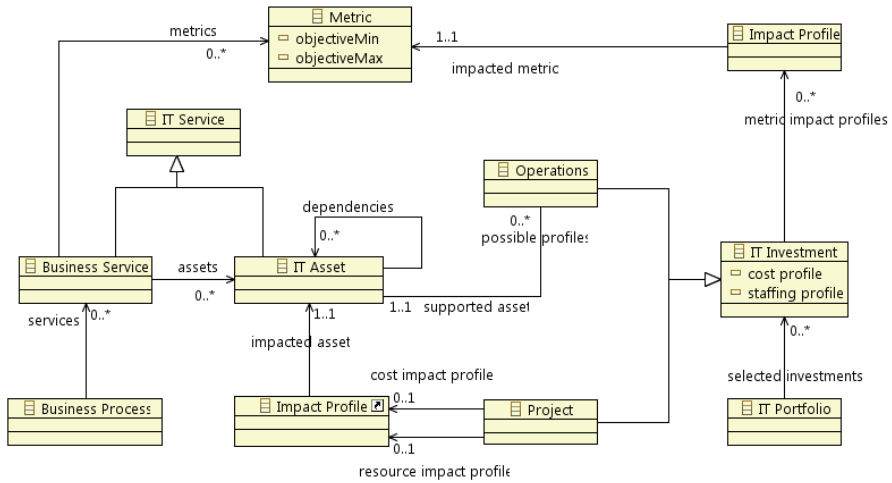 Metric
objectiveMin
objectiveMax
metrics
0..*
1..1
impacted metric
Impact Profile
0..*
metric impact profiles
IT Service
Operations
0..*
possible profiles
dependencies
0..*
Business Service
assets
0..*
IT Asset
1..1
supported asset
IT Investment
cost profile
staffing profile
services
0..*
1..1
impacted asset
0..*
selected investments
cost impact profile
0..1
Business Process
Impact Profile
Project
IT Portfolio
0..1
resource impact profile